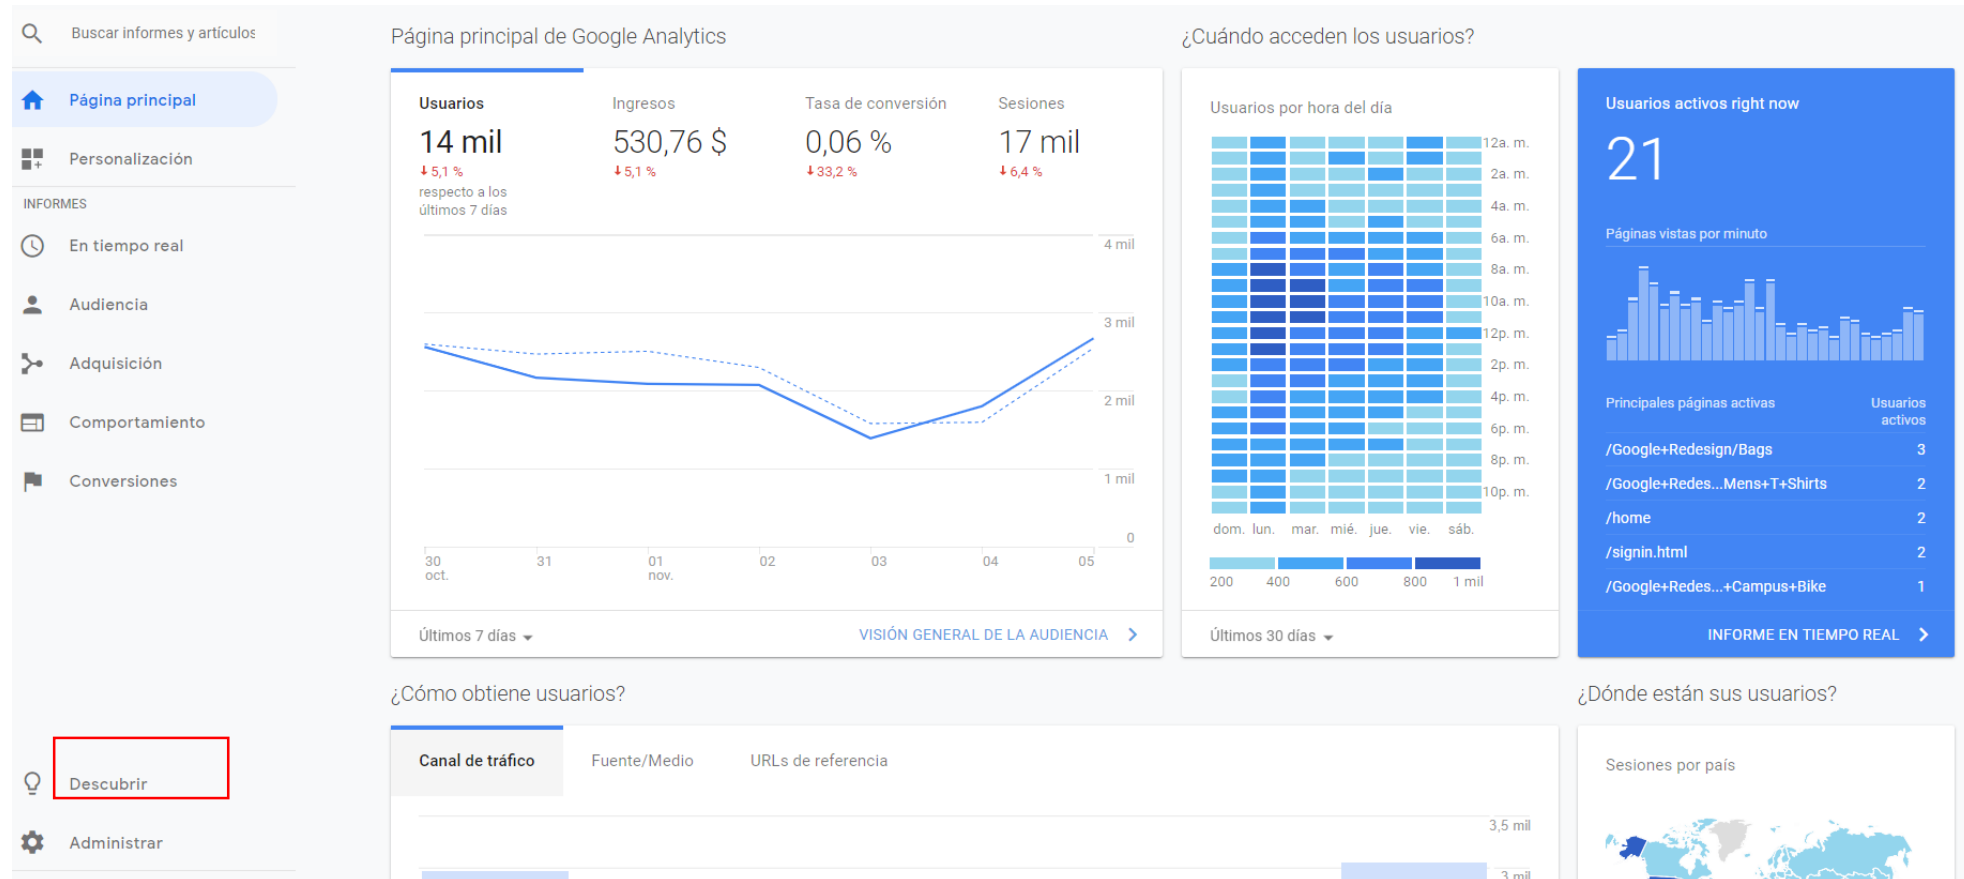 Buscar informes y artículos
Página principal
Personalización
INFORMES
En tiempo real
Audiencia
Adquisición
Comportamiento
Conversiones
Descubrir
Administrar
Página principal de Google Analytics
Usuarios
14 mil
5,1 %
respecto a los
últimos 7 días
Ingresos
530,76 $
5,1 %
Tasa de conversión
0,06 %
33,2 %
Sesiones
17 mil
6,4 %
4 mil
3 mil
2 mil
1 mil
0
30 31 01 02 03 04 05
oct. nov.
Últimos 7 días
VISIÓN GENERAL DE LA AUDIENCIA
¿Cuándo acceden los usuarios?
Usuarios por hora del día
12a. m.
2a. m.
4a. m.
6a. m.
8a. m.
10a. m.
12p. m.
2p. m.
4p. m.
6p. m.
8p. m.
10p. m.
dom. lun. mar. mié. jue. vie. sáb.
200 400 600 800 1 mil
Últimos 30 días
Usuarios activos right now
21
Páginas vistas por minuto
Principales páginas activas Usuarios
activos
/Google+Redesign/Bags 3
/Google+Redes...Mens+T+Shirts 2
/home 2
/signin.html 2
/Google+Redes...+Campus+Bike 1
INFORME EN TIEMPO REAL
¿Cómo obtiene usuarios?
Canal de tráfico Fuente/Medio URLs de referencia
3,5 mil
3 mil
¿Dónde están sus usuarios?
Sesiones por país